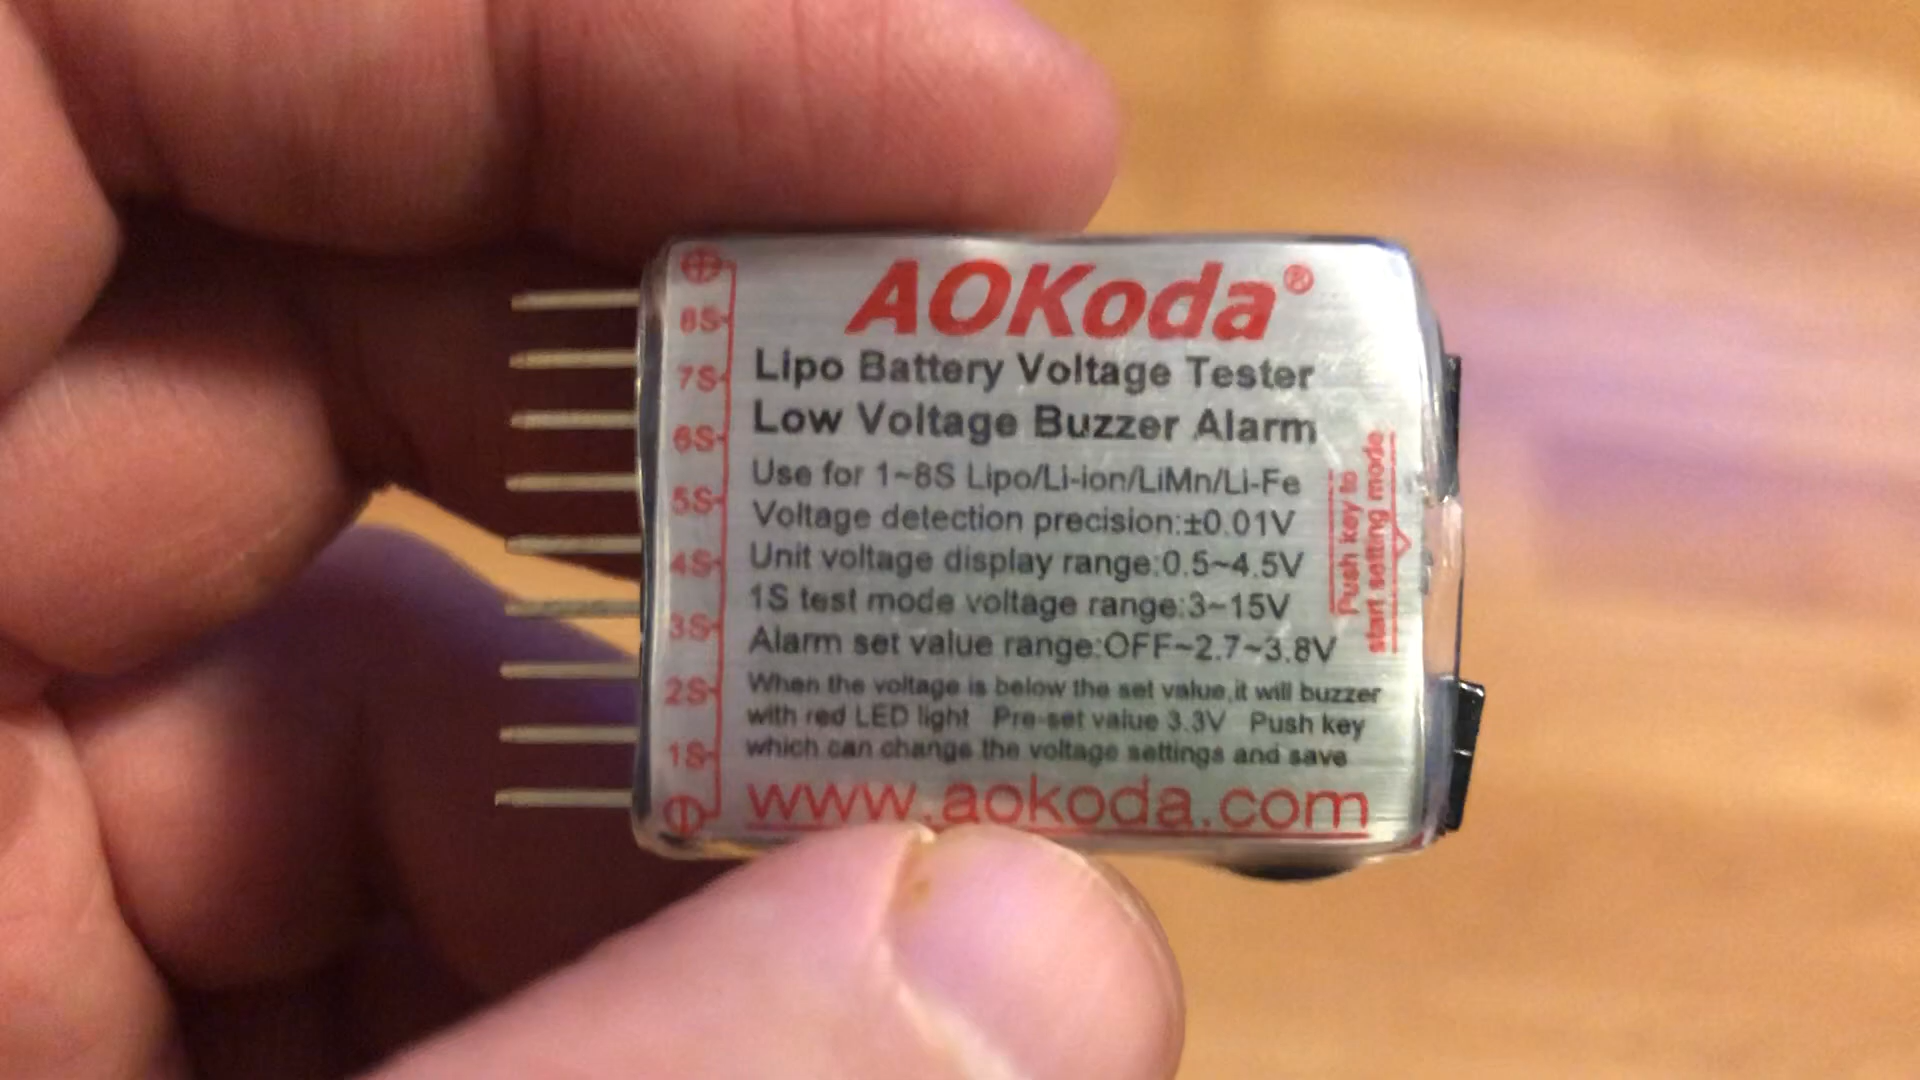 AOKoda®
Lipo Battery Voltage Tester
Low Voltage Buzzer Alarm
Use for 1~8S Lipo/Li-ion/LiMn/Li-Fe
Voltage detection precision:±0.01V
Unit voltage display range:0.5~4.5V
1S test mode voltage range:3~15V
Alarm set value range:OFF~2.7~3.8V
When the voltage is below the set value,it will buzzer
with red LED light Pre-set value 3.3V Push key
which can change the voltage settings and save
www.aokoda.com
8S
7S
6S
5S
4S
3S
2S
1S
Push key to
start setting mode